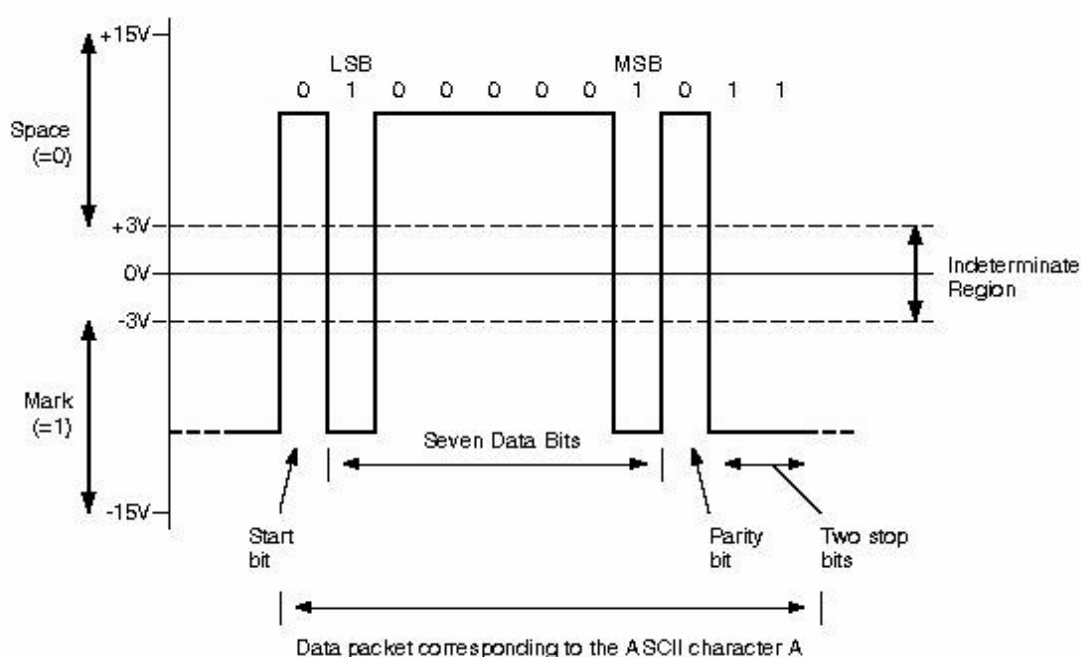 +15V
LSB MSB
0 1 0 0 0 0 0 1 0 1 1
Space
(=0)
+3V
0V
Indeterminate
Region
-3V
Mark
(=1)
Seven Data Bits
-15V
Start
bit
Parity
bit
Two stop
bits
Data packet corresponding to the ASCII character A